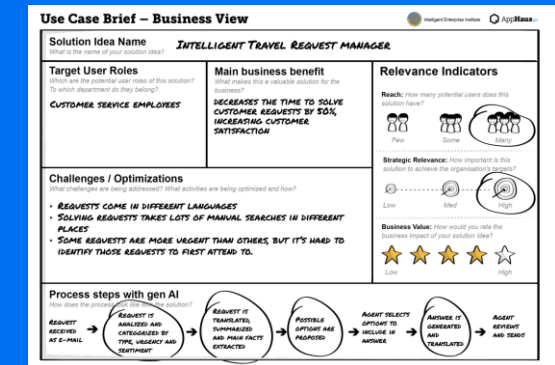 Use Case Brief – Business View
Intelligent Enterprise Institute
AppHaus
Solution Idea Name
INTELLIGENT TRAVEL REQUEST MANAGER
What is the name of your solution idea?
Target User Roles
Which are the potential user roles of this solution?
To which department do they belong?
CUSTOMER SERVICE EMPLOYEES
Main business benefit
What makes this a valuable solution for the
business?
DECREASES THE TIME TO SOLVE
CUSTOMER REQUESTS BY 50%,
INCREASING CUSTOMER
SATISFACTION
Relevance Indicators
Reach: How many potential users does this
solution have?
Few Some Many
Strategic Relevance: How important is this
solution to achieve the organisation's targets?
Low Med High
Business Value: How would you rate the
business impact of your solution idea?
Low High
Challenges / Optimizations
What challenges are being addressed? What activities are being optimized and how?
• REQUESTS COME IN DIFFERENT LANGUAGES
• SOLVING REQUESTS TAKES LOTS OF MANUAL SEARCHES IN DIFFERENT
PLACES
• SOME REQUESTS ARE MORE URGENT THAN OTHERS, BUT IT'S HARD TO
IDENTIFY THOSE REQUESTS TO FIRST ATTEND TO.
Process steps with gen AI
How does the process look like with the solution?
REQUEST
RECEIVED
AS E-MAIL
REQUEST IS
ANALIZED AND
CATEGORIZED BY
TYPE, URGENCY AND
SENTIMENT
REQUEST IS
TRANSLATED,
SUMMARIZED
AND MAIN FACTS
EXTRACTED
POSSIBLE
OPTIONS ARE
PROPOSED
AGENT SELECTS
OPTIONS TO
INCLUDE IN
ANSWER
ANSWER IS
GENERATED
AND
TRANSLATED
AGENT
REVIEWS
AND SENDS